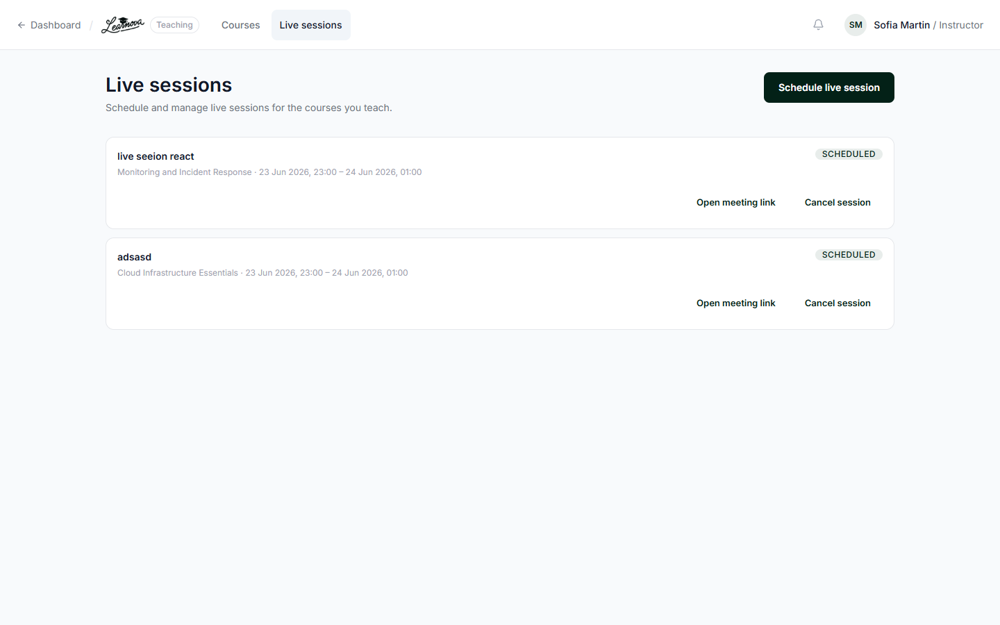 Dashboard / Learnova Teaching Courses Live sessions SM Sofia Martin / Instructor
Live sessions
Schedule live session
Schedule and manage live sessions for the courses you teach.
live seeion react
SCHEDULED
Monitoring and Incident Response · 23 Jun 2026, 23:00 – 24 Jun 2026, 01:00
Open meeting link Cancel session
adsasd
SCHEDULED
Cloud Infrastructure Essentials · 23 Jun 2026, 23:00 – 24 Jun 2026, 01:00
Open meeting link Cancel session